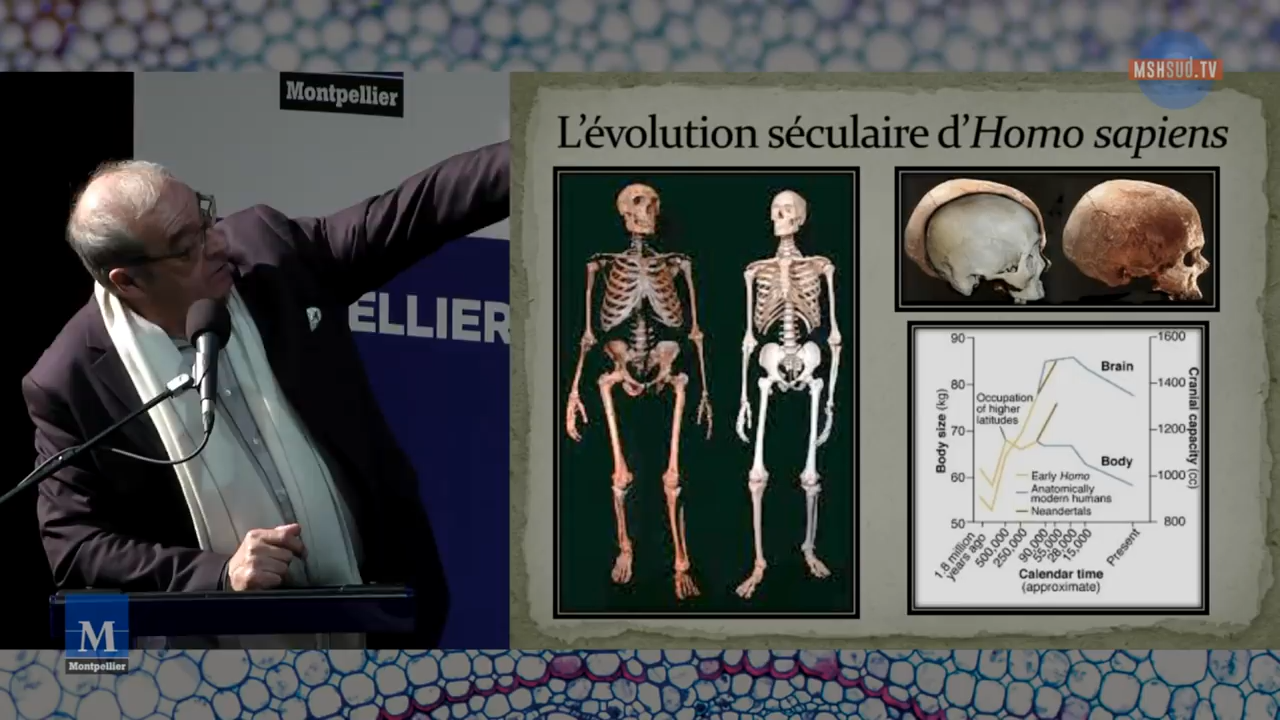 MSHSUD.TV
Montpellier
ELLIER
M
Montpellier
L'évolution séculaire d'Homo sapiens
90
80
70
60
50
Body size (kg)
1600
1400
1200
1000
800
Cranial capacity (cc)
Brain
Occupation
of higher
latitudes
Body
Early Homo
Anatomically
modern humans
Neandertals
1.8 million
years ago
500,000
250,000
90,000
28,000
15,000
Present
Calendar time
(approximate)